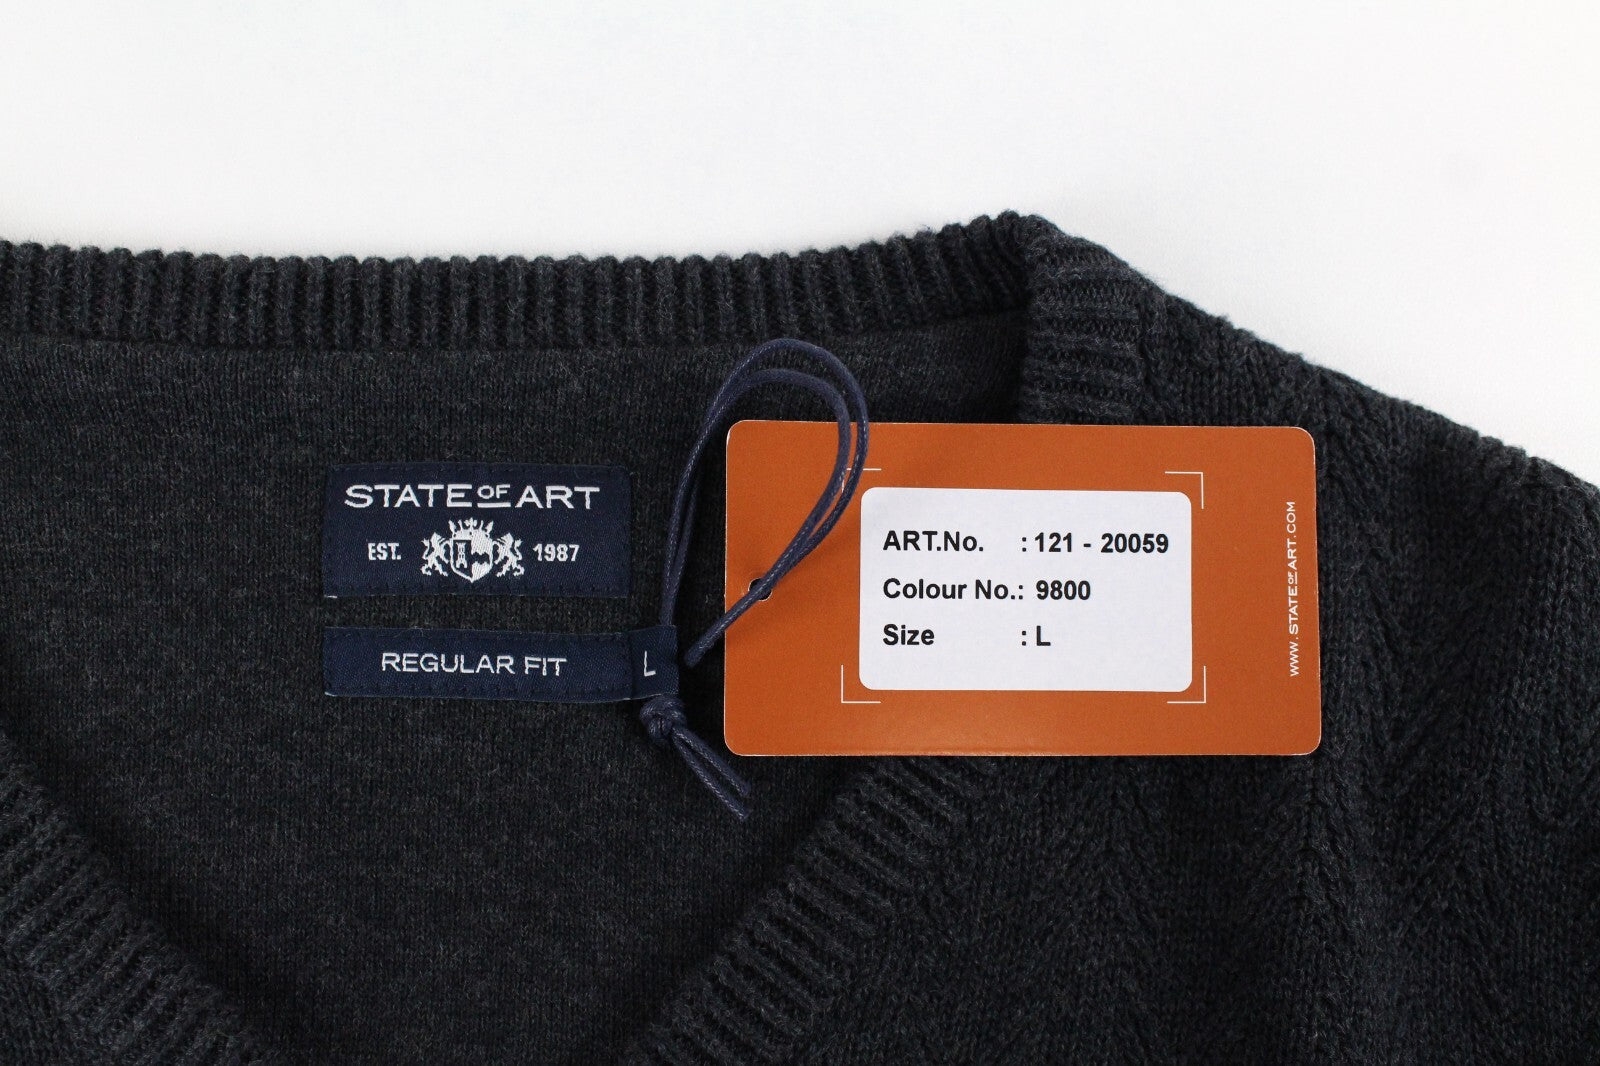 STATE OF ART
EST. 1987
REGULAR FIT L
ART.No. : 121 - 20059
Colour No.: 9800
Size : L
WWW.STATE OF ART.COM